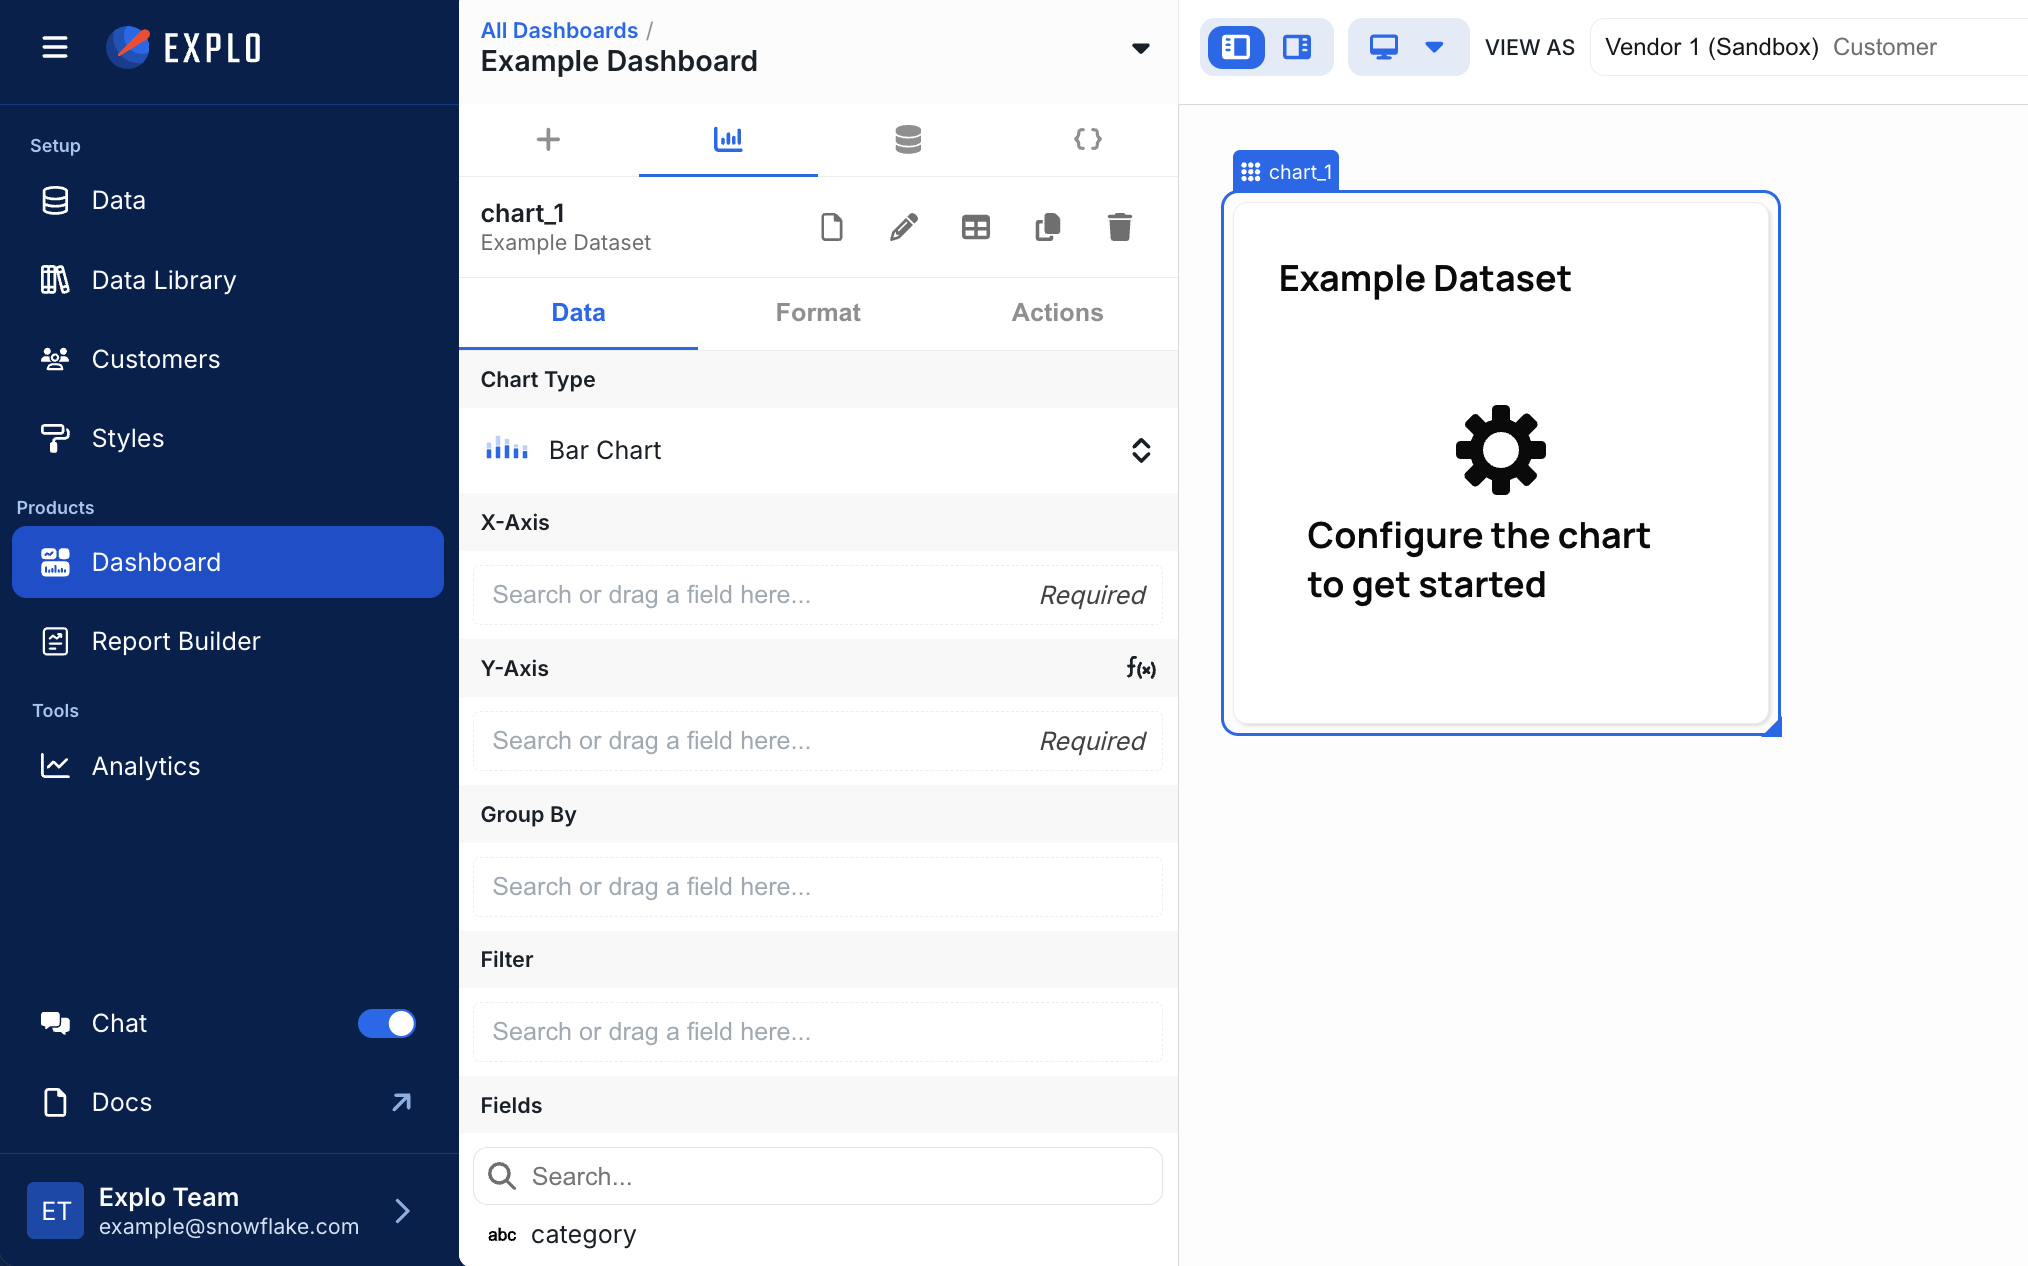 EXPLO
Setup
Data
Data Library
Customers
Styles
Products
Dashboard
Report Builder
Tools
Analytics
Chat
Docs
ET
Explo Team
example@snowflake.com
All Dashboards /
Example Dashboard
chart_1
Example Dataset
Data Format Actions
Chart Type
Bar Chart
X-Axis
Search or drag a field here... Required
Y-Axis f(x)
Search or drag a field here... Required
Group By
Search or drag a field here...
Filter
Search or drag a field here...
Fields
Search...
abc category
VIEW AS Vendor 1 (Sandbox) Customer
chart_1
Example Dataset
Configure the chart
to get started